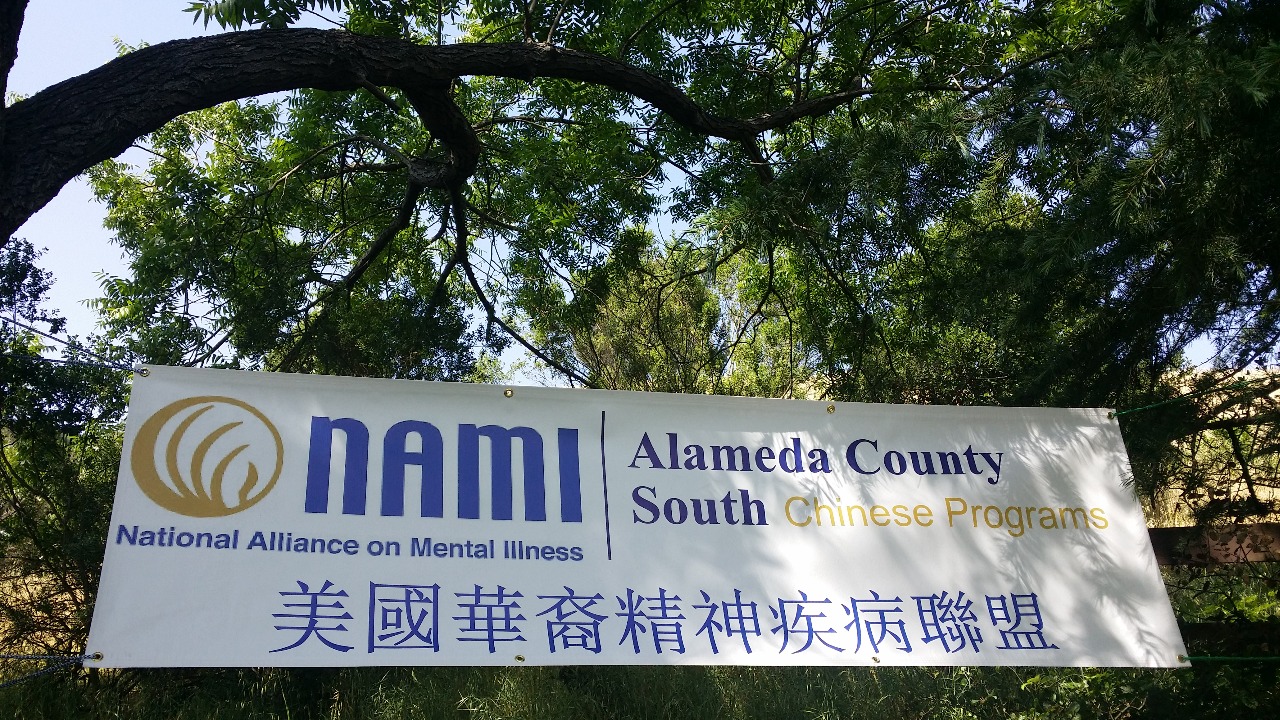 NAMI
National Alliance on Mental Illness
Alameda County
South Chinese Programs
美國華裔精神疾病聯盟